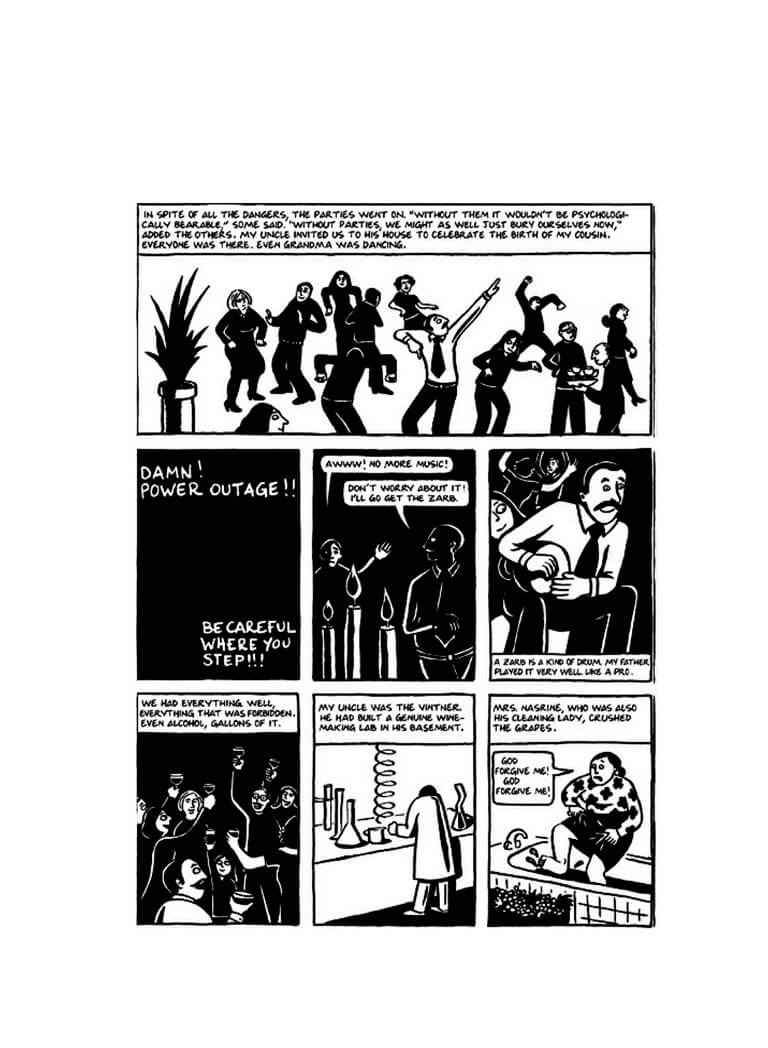 IN SPITE OF ALL THE DANGERS, THE PARTIES WENT ON. "WITHOUT THEM IT WOULDN'T BE PSYCHOLOGI-
CALLY BEARABLE," SOME SAID. "WITHOUT PARTIES, WE MIGHT AS WELL JUST BURY OURSELVES NOW,"
ADDED THE OTHERS. MY UNCLE INVITED US TO HIS HOUSE TO CELEBRATE THE BIRTH OF MY COUSIN.
EVERYONE WAS THERE. EVEN GRANDMA WAS DANCING.
DAMN!
POWER OUTAGE!!
BE CAREFUL
WHERE YOU
STEP!!!
AWWW! NO MORE MUSIC!
DON'T WORRY ABOUT IT!
I'LL GO GET THE ZARB.
A ZARB IS A KIND OF DRUM. MY FATHER
PLAYED IT VERY WELL. LIKE A PRO.
WE HAD EVERYTHING. WELL,
EVERYTHING THAT WAS FORBIDDEN.
EVEN ALCOHOL, GALLONS OF IT.
MY UNCLE WAS THE VINTNER.
HE HAD BUILT A GENUINE WINE-
MAKING LAB IN HIS BASEMENT.
MRS. NASRINE, WHO WAS ALSO
HIS CLEANING LADY, CRUSHED
THE GRAPES.
GOD
FORGIVE ME!
GOD
FORGIVE ME!